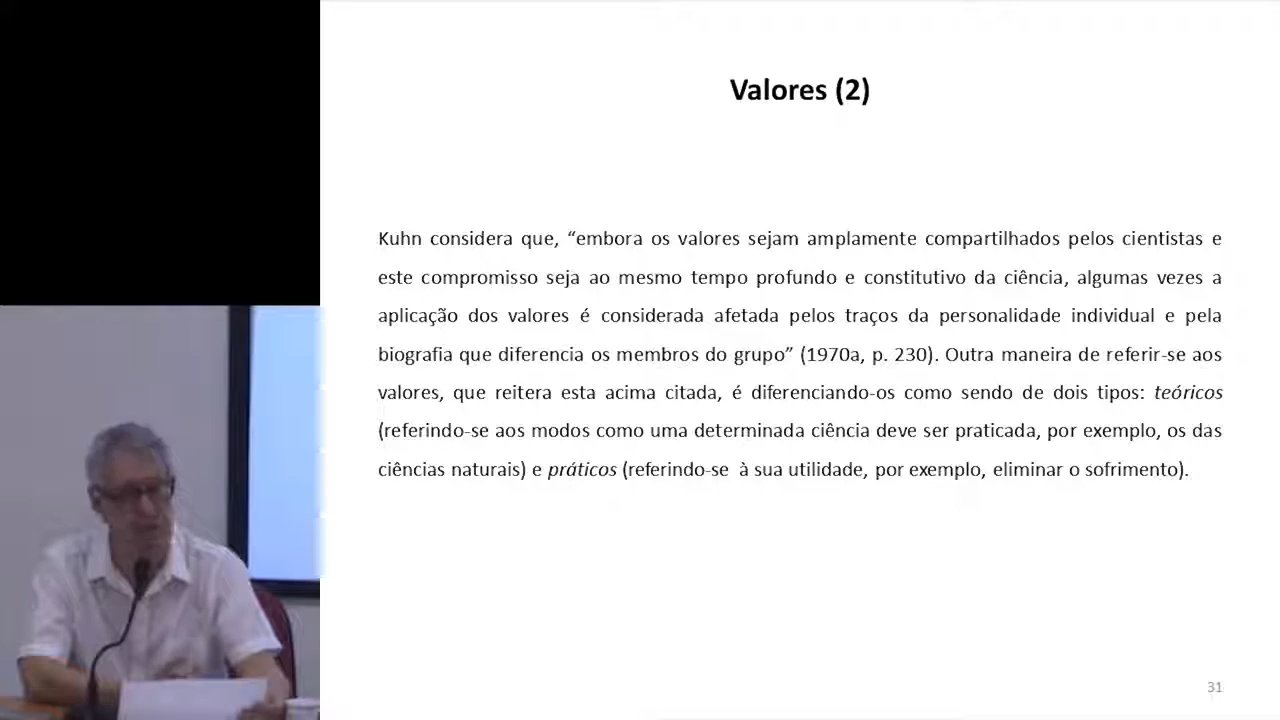 Valores (2)
Kuhn considera que, “embora os valores sejam amplamente compartilhados pelos cientistas e
este compromisso seja ao mesmo tempo profundo e constitutivo da ciência, algumas vezes a
aplicação dos valores é considerada afetada pelos traços da personalidade individual e pela
biografia que diferencia os membros do grupo” (1970a, p. 230). Outra maneira de referir-se aos
valores, que reitera esta acima citada, é diferenciando-os como sendo de dois tipos: teóricos
(referindo-se aos modos como uma determinada ciência deve ser praticada, por exemplo, os das
ciências naturais) e práticos (referindo-se à sua utilidade, por exemplo, eliminar o sofrimento).
31